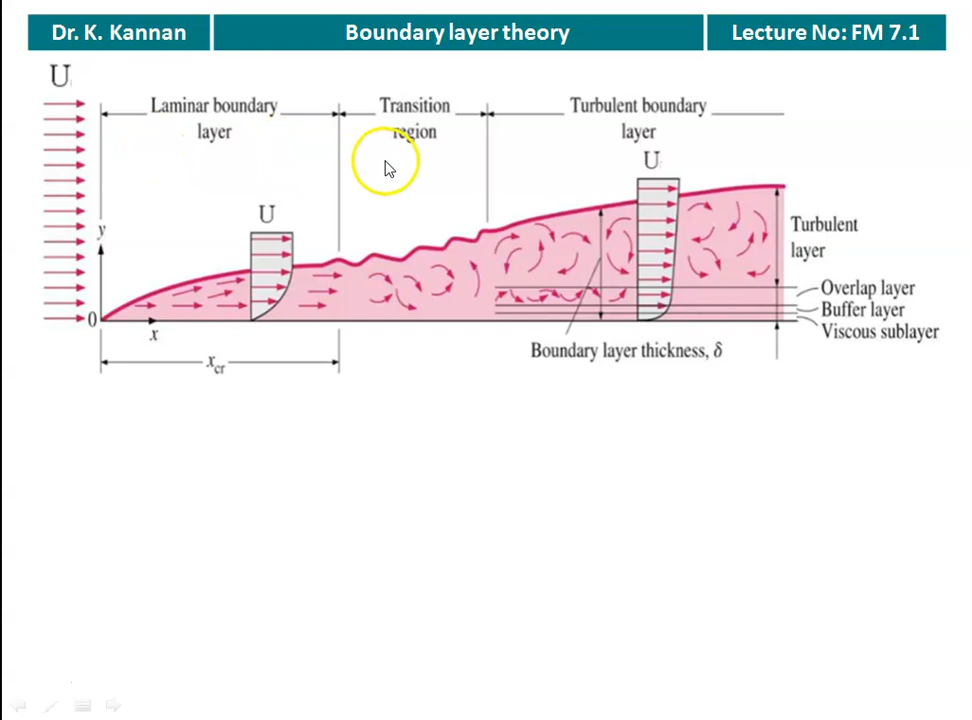 Dr. K. Kannan
Boundary layer theory
Lecture No: FM 7.1
U
Laminar boundary
layer
Transition
region
Turbulent boundary
layer
U
U
y
Turbulent
layer
Overlap layer
Buffer layer
Viscous sublayer
0
x
Boundary layer thickness, δ
xcr